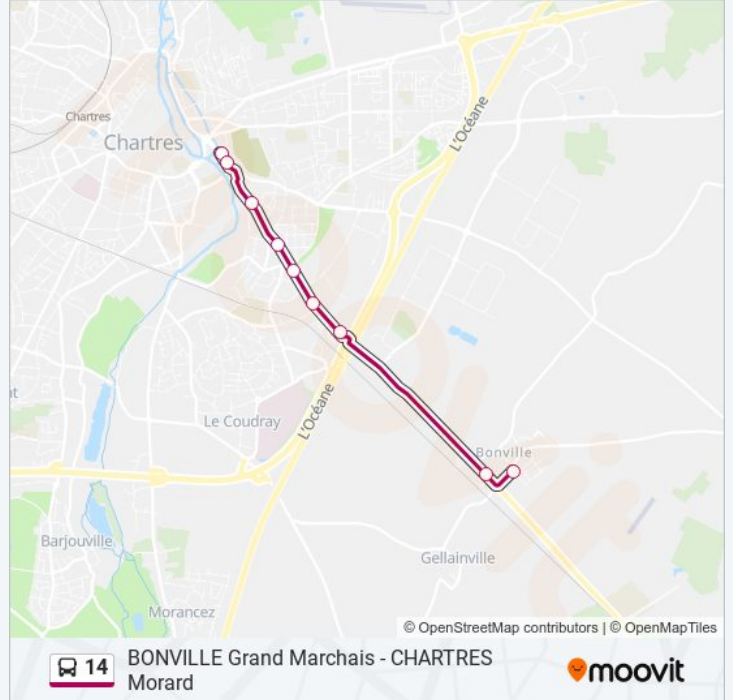 Chartres
Chartres
L'Océane
L'Océane
Le Coudray
Bonville
Barjouville
Gellainville
Morancez
© OpenStreetMap contributors | © OpenMapTiles
14
BONVILLE Grand Marchais - CHARTRES
Morard
moovit